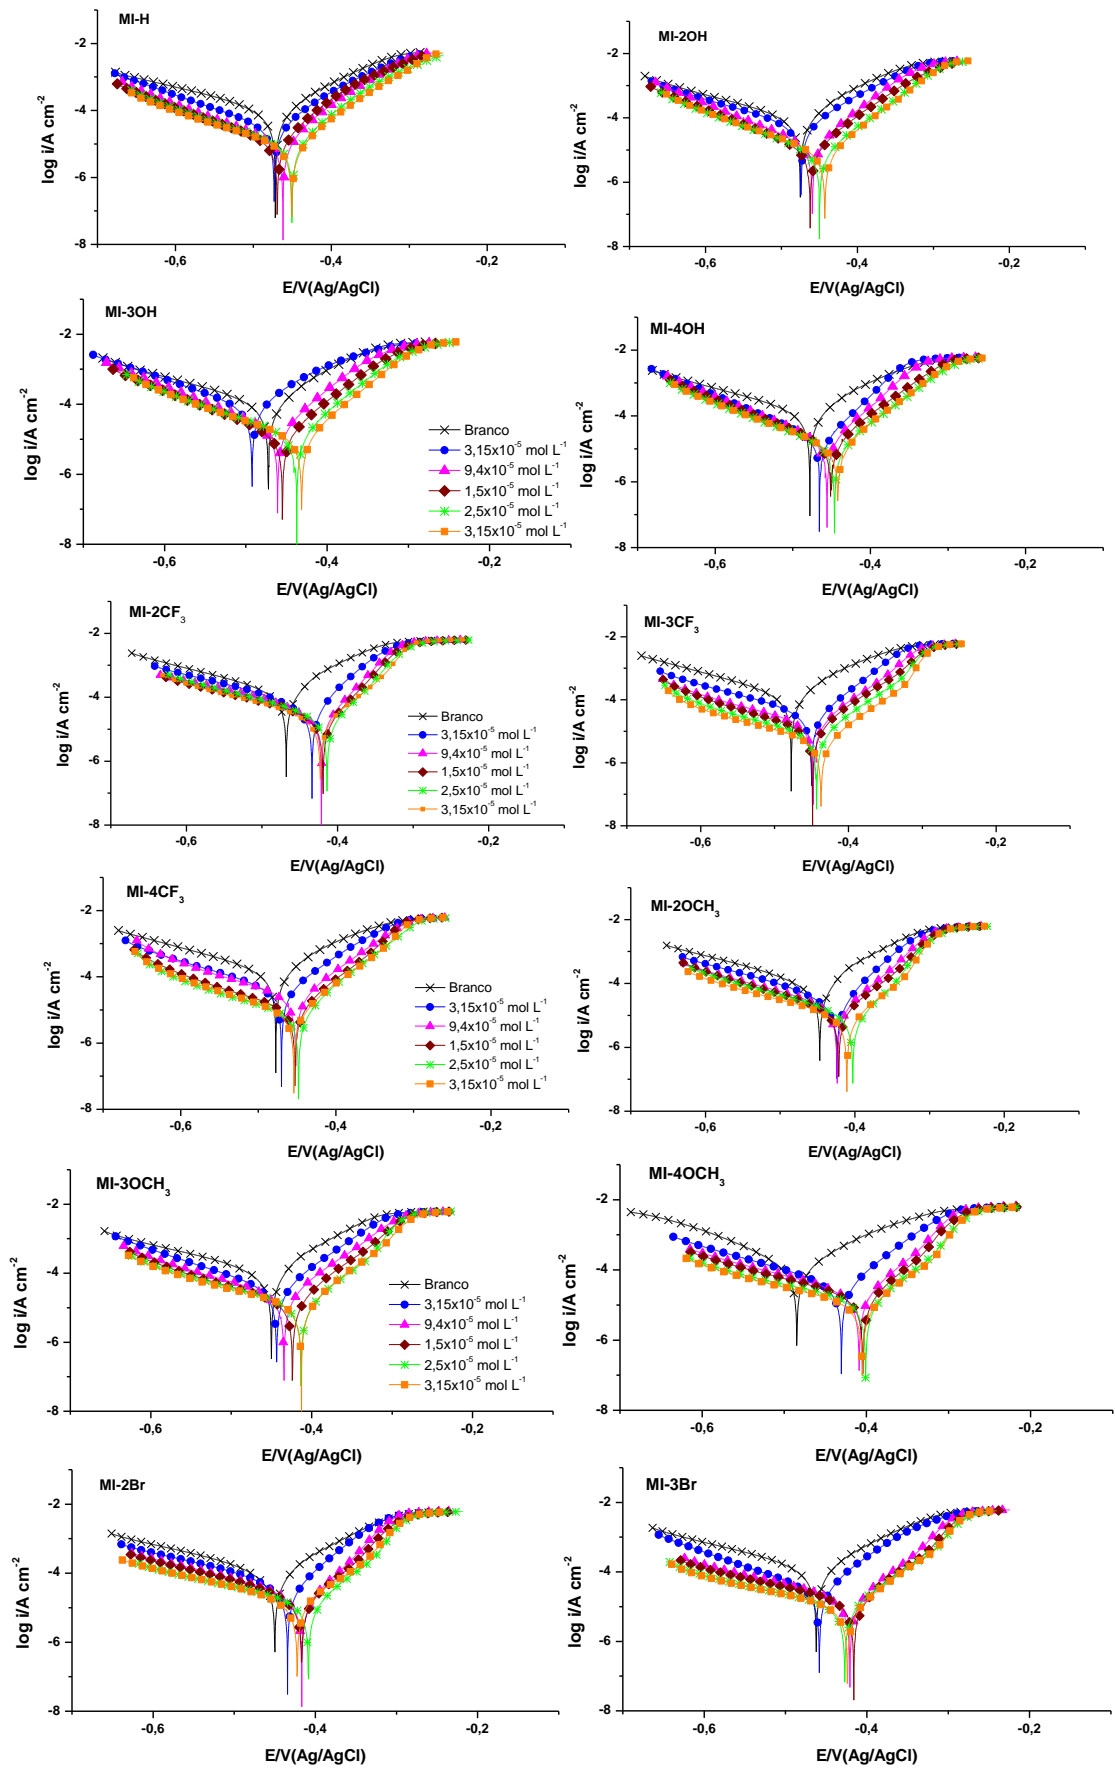 MI-H
-2
-4
-6
-8
-0,6
-0,4
-0,2
E/V(Ag/AgCl)
log i/A cm-2
MI-2OH
-2
-4
-6
-8
-0,6
-0,4
-0,2
E/V(Ag/AgCl)
log i/A cm-2
MI-3OH
-2
-4
-6
-8
Branco
3,15x10-5 mol L-1
9,4x10-5 mol L-1
1,5x10-5 mol L-1
2,5x10-5 mol L-1
3,15x10-5 mol L-1
-0,6
-0,4
-0,2
E/V(Ag/AgCl)
log i/A cm-2
MI-4OH
-2
-4
-6
-8
-0,6
-0,4
-0,2
E/V(Ag/AgCl)
log i/A cm-2
MI-2CF3
-2
-4
-6
-8
Branco
3,15x10-5 mol L-1
9,4x10-5 mol L-1
1,5x10-5 mol L-1
2,5x10-5 mol L-1
3,15x10-5 mol L-1
-0,6
-0,4
-0,2
E/V(Ag/AgCl)
log i/A cm-2
MI-3CF3
-2
-4
-6
-8
-0,6
-0,4
-0,2
E/V(Ag/AgCl)
log i/A cm-2
MI-4CF3
-2
-4
-6
-8
Branco
3,15x10-5 mol L-1
9,4x10-5 mol L-1
1,5x10-5 mol L-1
2,5x10-5 mol L-1
3,15x10-5 mol L-1
-0,6
-0,4
-0,2
E/V(Ag/AgCl)
log i/A cm-2
MI-2OCH3
-2
-4
-6
-8
-0,6
-0,4
-0,2
E/V(Ag/AgCl)
log i/A cm-2
MI-3OCH3
-2
-4
-6
-8
Branco
3,15x10-5 mol L-1
9,4x10-5 mol L-1
1,5x10-5 mol L-1
2,5x10-5 mol L-1
3,15x10-5 mol L-1
-0,6
-0,4
-0,2
E/V(Ag/AgCl)
log i/A cm-2
MI-4OCH3
-2
-4
-6
-8
-0,6
-0,4
-0,2
E/V(Ag/AgCl)
log i/A cm-2
MI-2Br
-2
-4
-6
-8
-0,6
-0,4
-0,2
E/V(Ag/AgCl)
log i/A cm-2
MI-3Br
-2
-4
-6
-8
-0,6
-0,4
-0,2
E/V(Ag/AgCl)
log i/A cm-2